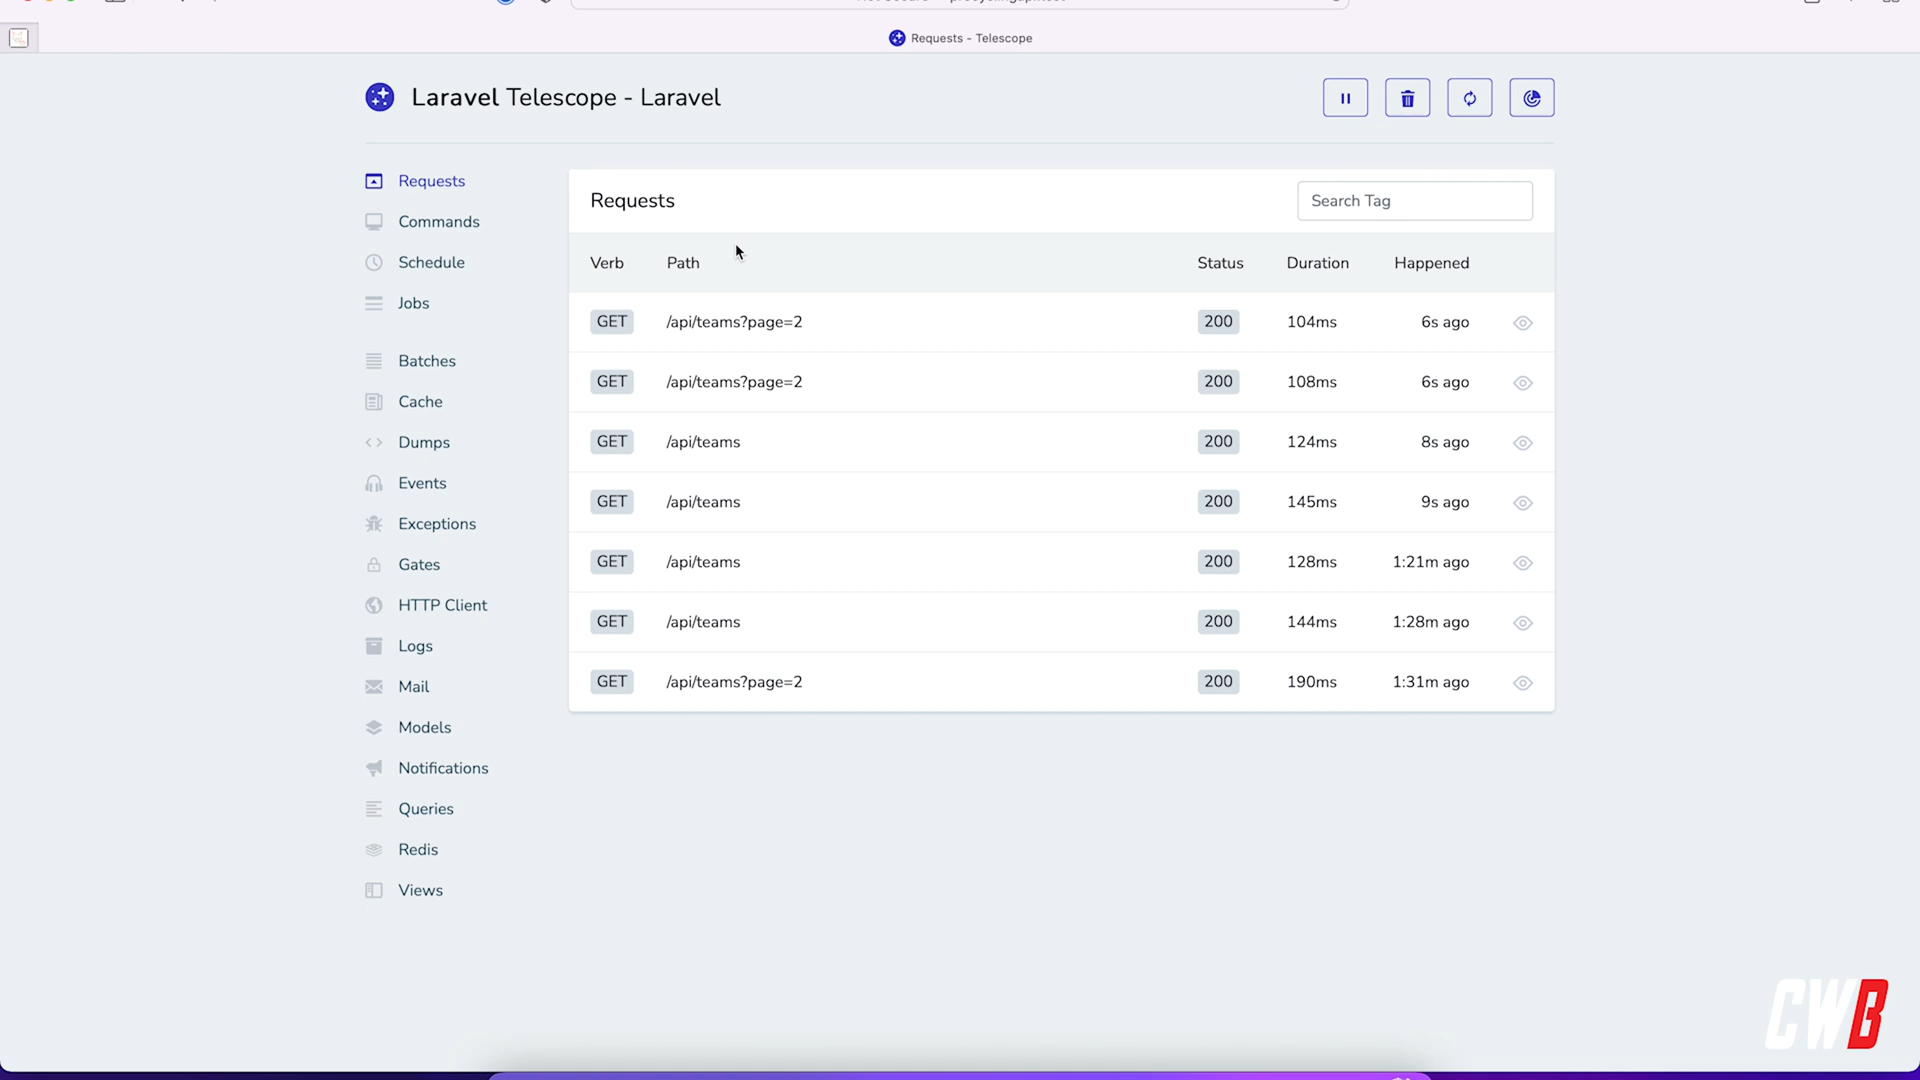 Requests - Telescope
Laravel Telescope - Laravel
Requests
Commands
Schedule
Jobs
Batches
Cache
Dumps
Events
Exceptions
Gates
HTTP Client
Logs
Mail
Models
Notifications
Queries
Redis
Views
Requests
Search Tag
Verb Path Status Duration Happened
GET /api/teams?page=2 200 104ms 6s ago
GET /api/teams?page=2 200 108ms 6s ago
GET /api/teams 200 124ms 8s ago
GET /api/teams 200 145ms 9s ago
GET /api/teams 200 128ms 1:21m ago
GET /api/teams 200 144ms 1:28m ago
GET /api/teams?page=2 200 190ms 1:31m ago
CWB